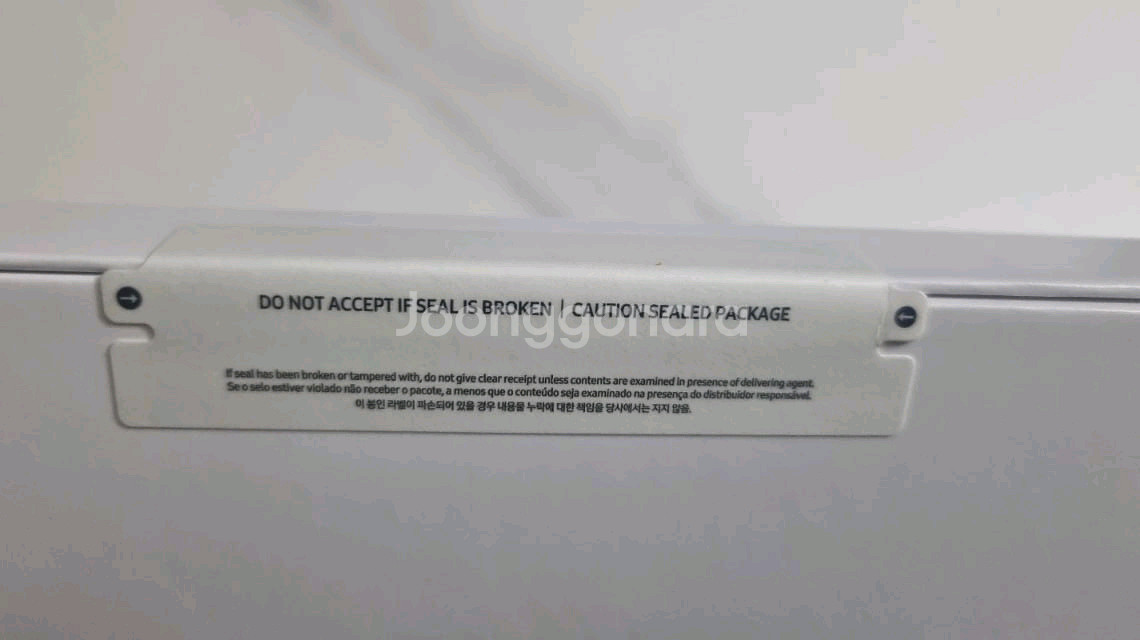 DO NOT ACCEPT IF SEAL IS BROKEN | CAUTION SEALED PACKAGE
Joonggonara
If seal has been broken or tampered with, do not give clear receipt unless contents are examined in presence of delivering agent.
Se o selo estiver violado não receber o pacote, a menos que o conteúdo seja examinado na presença do distribuidor responsável.
이 봉인 라벨이 파손되어 있을 경우 내용물 누락에 대한 책임을 당사에서는 지지 않음.